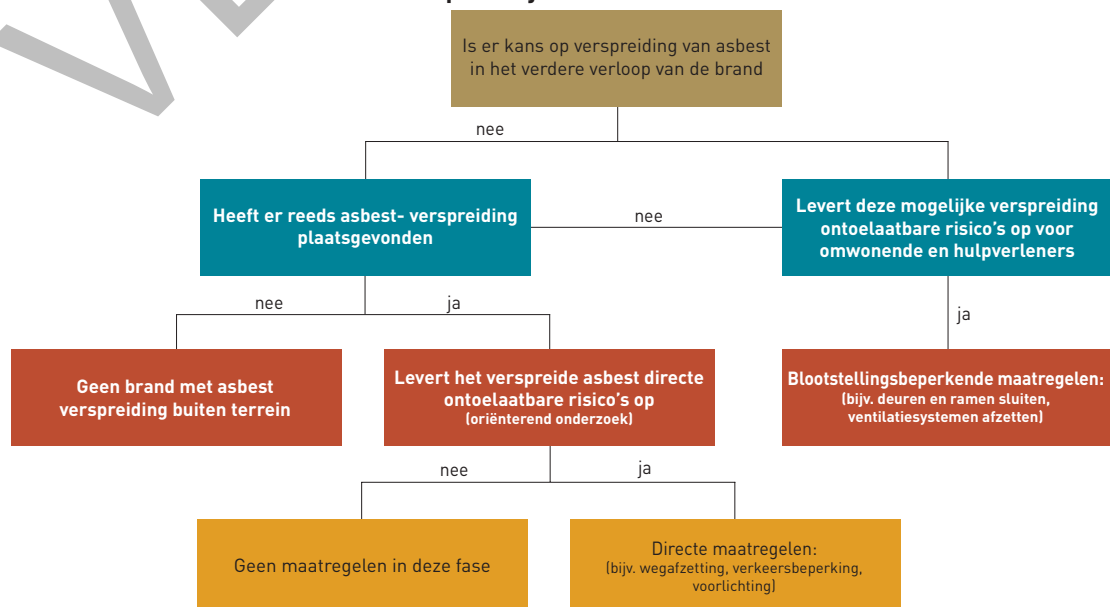 Is er kans op verspreiding van asbest
in het verdere verloop van de brand
nee
Heeft er reeds asbest- verspreiding
plaatsgevonden
nee
Levert deze mogelijke verspreiding
ontoelaatbare risico's op voor
omwonende en hulpverleners
nee
ja
ja
Geen brand met asbest
verspreiding buiten terrein
Levert het verspreide asbest directe
ontoelaatbare risico's op
(oriënterend onderzoek)
Blootstellingsbeperkende maatregelen:
(bijv. deuren en ramen sluiten,
ventilatiesystemen afzetten)
nee
ja
Geen maatregelen in deze fase
Directe maatregelen:
(bijv. wegafzetting, verkeersbeperking,
voorlichting)